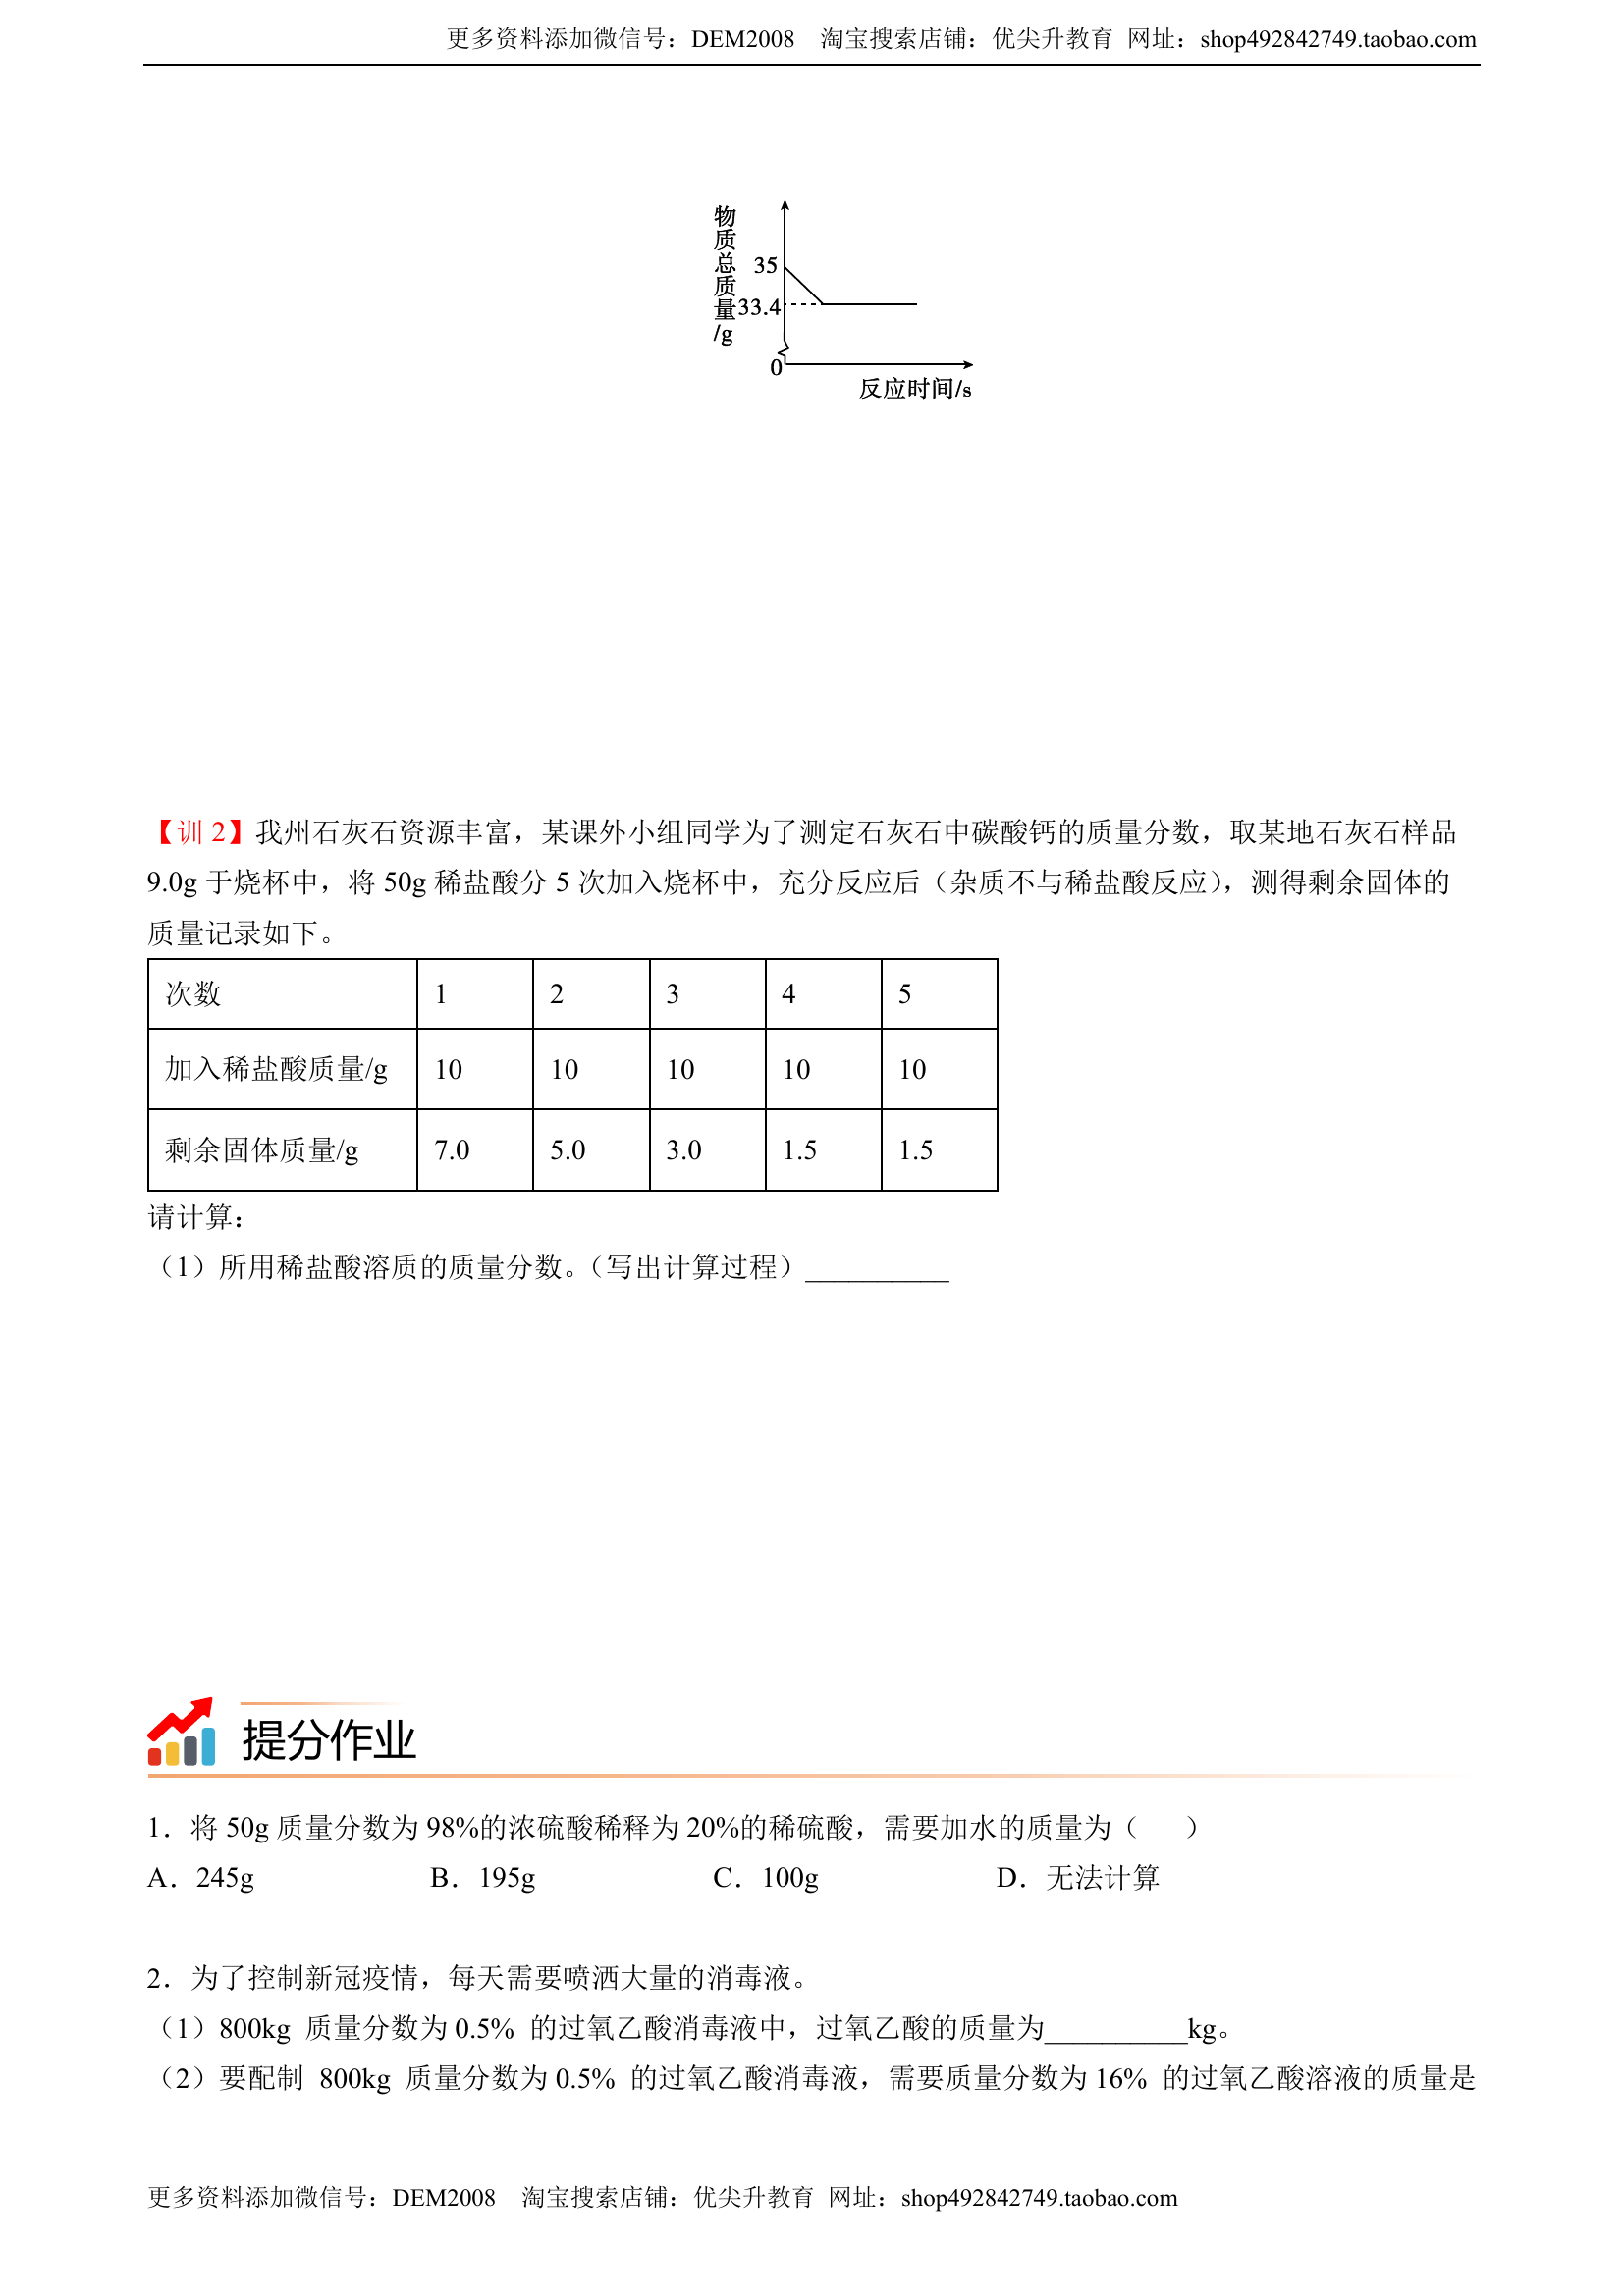 更多资料添加微信号：DEM2008 淘宝搜索店铺：优尖升教育 网址：shop492842749.taobao.com
物质总质量/g
35
33.4
0
反应时间/s
【训 2】我州石灰石资源丰富，某课外小组同学为了测定石灰石中碳酸钙的质量分数，取某地石灰石样品
9.0g 于烧杯中，将 50g 稀盐酸分 5 次加入烧杯中，充分反应后（杂质不与稀盐酸反应），测得剩余固体的
质量记录如下。
次数 1 2 3 4 5
加入稀盐酸质量/g 10 10 10 10 10
剩余固体质量/g 7.0 5.0 3.0 1.5 1.5
请计算：
（1）所用稀盐酸溶质的质量分数。（写出计算过程）__________
提分作业
1．将 50g 质量分数为 98%的浓硫酸稀释为 20%的稀硫酸，需要加水的质量为（ ）
A．245g B．195g C．100g D．无法计算
2．为了控制新冠疫情，每天需要喷洒大量的消毒液。
（1）800kg 质量分数为 0.5% 的过氧乙酸消毒液中，过氧乙酸的质量为__________kg。
（2）要配制 800kg 质量分数为 0.5% 的过氧乙酸消毒液，需要质量分数为 16% 的过氧乙酸溶液的质量是
更多资料添加微信号：DEM2008 淘宝搜索店铺：优尖升教育 网址：shop492842749.taobao.com